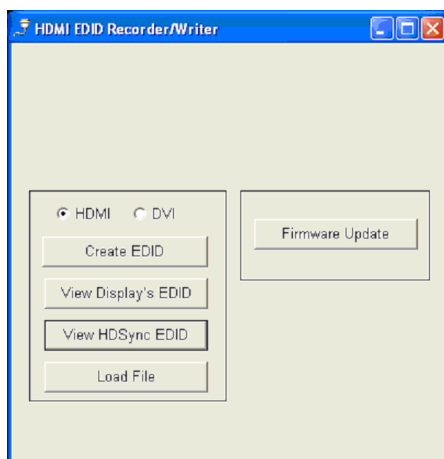 HDMI EDID Recorder/Writer
HDMI DVI
Create EDID
View Display's EDID
View HDSync EDID
Load File
Firmware Update